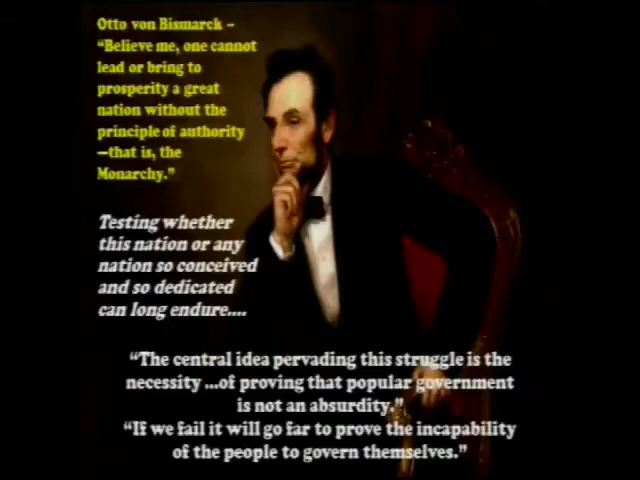 Otto von Bismarck –
“Believe me, one cannot
lead or bring to
prosperity a great
nation without the
principle of authority
—that is, the
Monarchy.”
Testing whether
this nation or any
nation so conceived
and so dedicated
can long endure....
“The central idea pervading this struggle is the
necessity ...of proving that popular government
is not an absurdity.”
“If we fail it will go far to prove the incapability
of the people to govern themselves.”